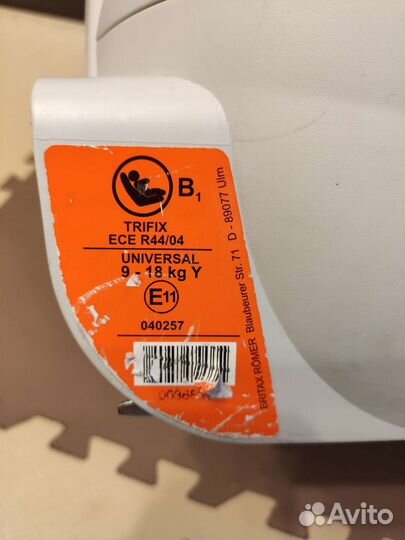 B1
TRIFIX
ECE R44/04
UNIVERSAL
9 - 18 kg Y
E11
040257
BRITAX RÖMER Blaubeurer Str. 71 D - 89077 Ulm
Avito